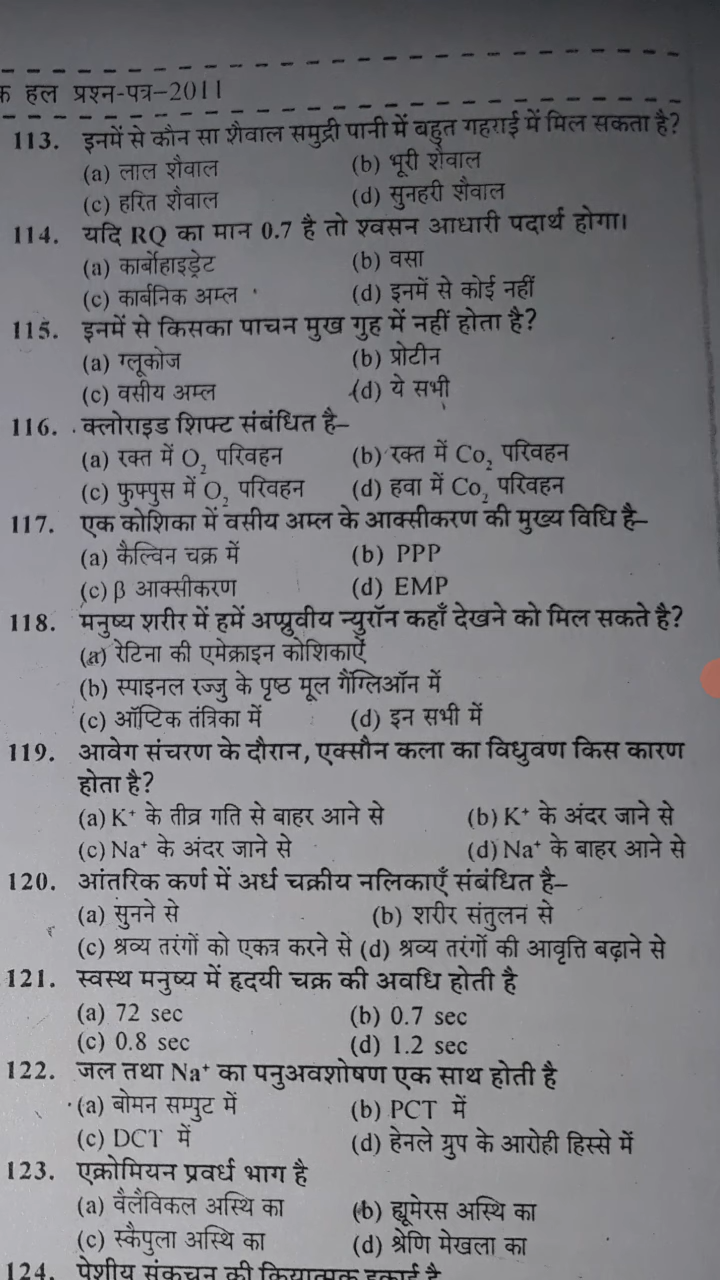 क हल प्रश्न-पत्र–2011
113. इनमें से कौन सा शैवाल समुद्री पानी में बहुत गहराई में मिल सकता है?
(a) लाल शैवाल (b) भूरी शैवाल
(c) हरित शैवाल (d) सुनहरी शैवाल
114. यदि RQ का मान 0.7 है तो श्वसन आधारी पदार्थ होगा।
(a) कार्बोहाइड्रेट (b) वसा
(c) कार्बनिक अम्ल (d) इनमें से कोई नहीं
115. इनमें से किसका पाचन मुख गुह में नहीं होता है?
(a) ग्लूकोज (b) प्रोटीन
(c) वसीय अम्ल (d) ये सभी
116. क्लोराइड शिफ्ट संबंधित है–
(a) रक्त में O₂ परिवहन (b) रक्त में Co₂ परिवहन
(c) फुफ्पुस में O₂ परिवहन (d) हवा में Co₂ परिवहन
117. एक कोशिका में वसीय अम्ल के आक्सीकरण की मुख्य विधि है–
(a) कैल्विन चक्र में (b) PPP
(c) β आक्सीकरण (d) EMP
118. मनुष्य शरीर में हमें अध्रुवीय न्युरॉन कहाँ देखने को मिल सकते है?
(a) रेटिना की एमेक्राइन कोशिकाएँ
(b) स्पाइनल रज्जु के पृष्ठ मूल गैंग्लिऑन में
(c) ऑप्टिक तंत्रिका में (d) इन सभी में
119. आवेग संचरण के दौरान, एक्सौन कला का विधुवण किस कारण
होता है?
(a) K⁺ के तीव्र गति से बाहर आने से (b) K⁺ के अंदर जाने से
(c) Na⁺ के अंदर जाने से (d) Na⁺ के बाहर आने से
120. आंतरिक कर्ण में अर्ध चक्रीय नलिकाएँ संबंधित है–
(a) सुनने से (b) शरीर संतुलन से
(c) श्रव्य तरंगों को एकत्र करने से (d) श्रव्य तरंगों की आवृत्ति बढ़ाने से
121. स्वस्थ मनुष्य में हृदयी चक्र की अवधि होती है
(a) 72 sec (b) 0.7 sec
(c) 0.8 sec (d) 1.2 sec
122. जल तथा Na⁺ का पनुअवशोषण एक साथ होती है
(a) बोमन सम्पुट में (b) PCT में
(c) DCT में (d) हेनले ग्रुप के आरोही हिस्से में
123. एक्रोमियन प्रवर्ध भाग है
(a) वैलैविकल अस्थि का (b) ह्यूमेरस अस्थि का
(c) स्कैपुला अस्थि का (d) श्रेणि मेखला का
124. पेशीय संकुचन की क्रियात्मक इकाई है